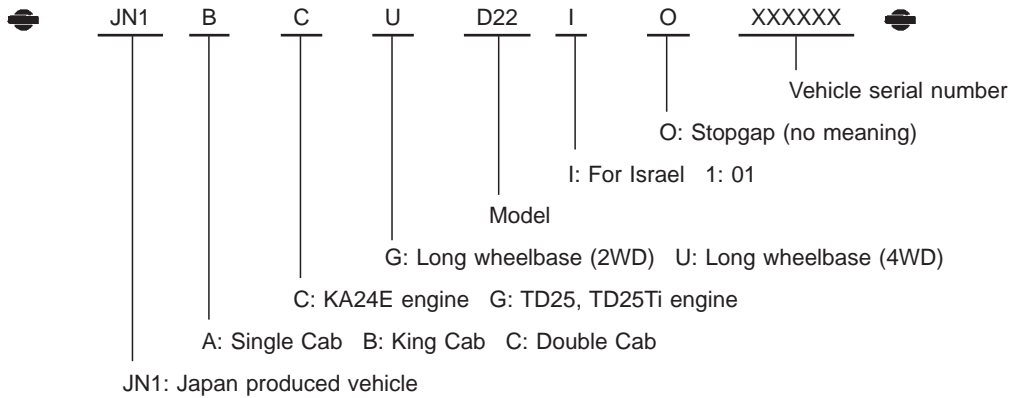 JN1 B C U D22 I O XXXXXX
Vehicle serial number
O: Stopgap (no meaning)
I: For Israel 1: 01
Model
G: Long wheelbase (2WD) U: Long wheelbase (4WD)
C: KA24E engine G: TD25, TD25Ti engine
A: Single Cab B: King Cab C: Double Cab
JN1: Japan produced vehicle